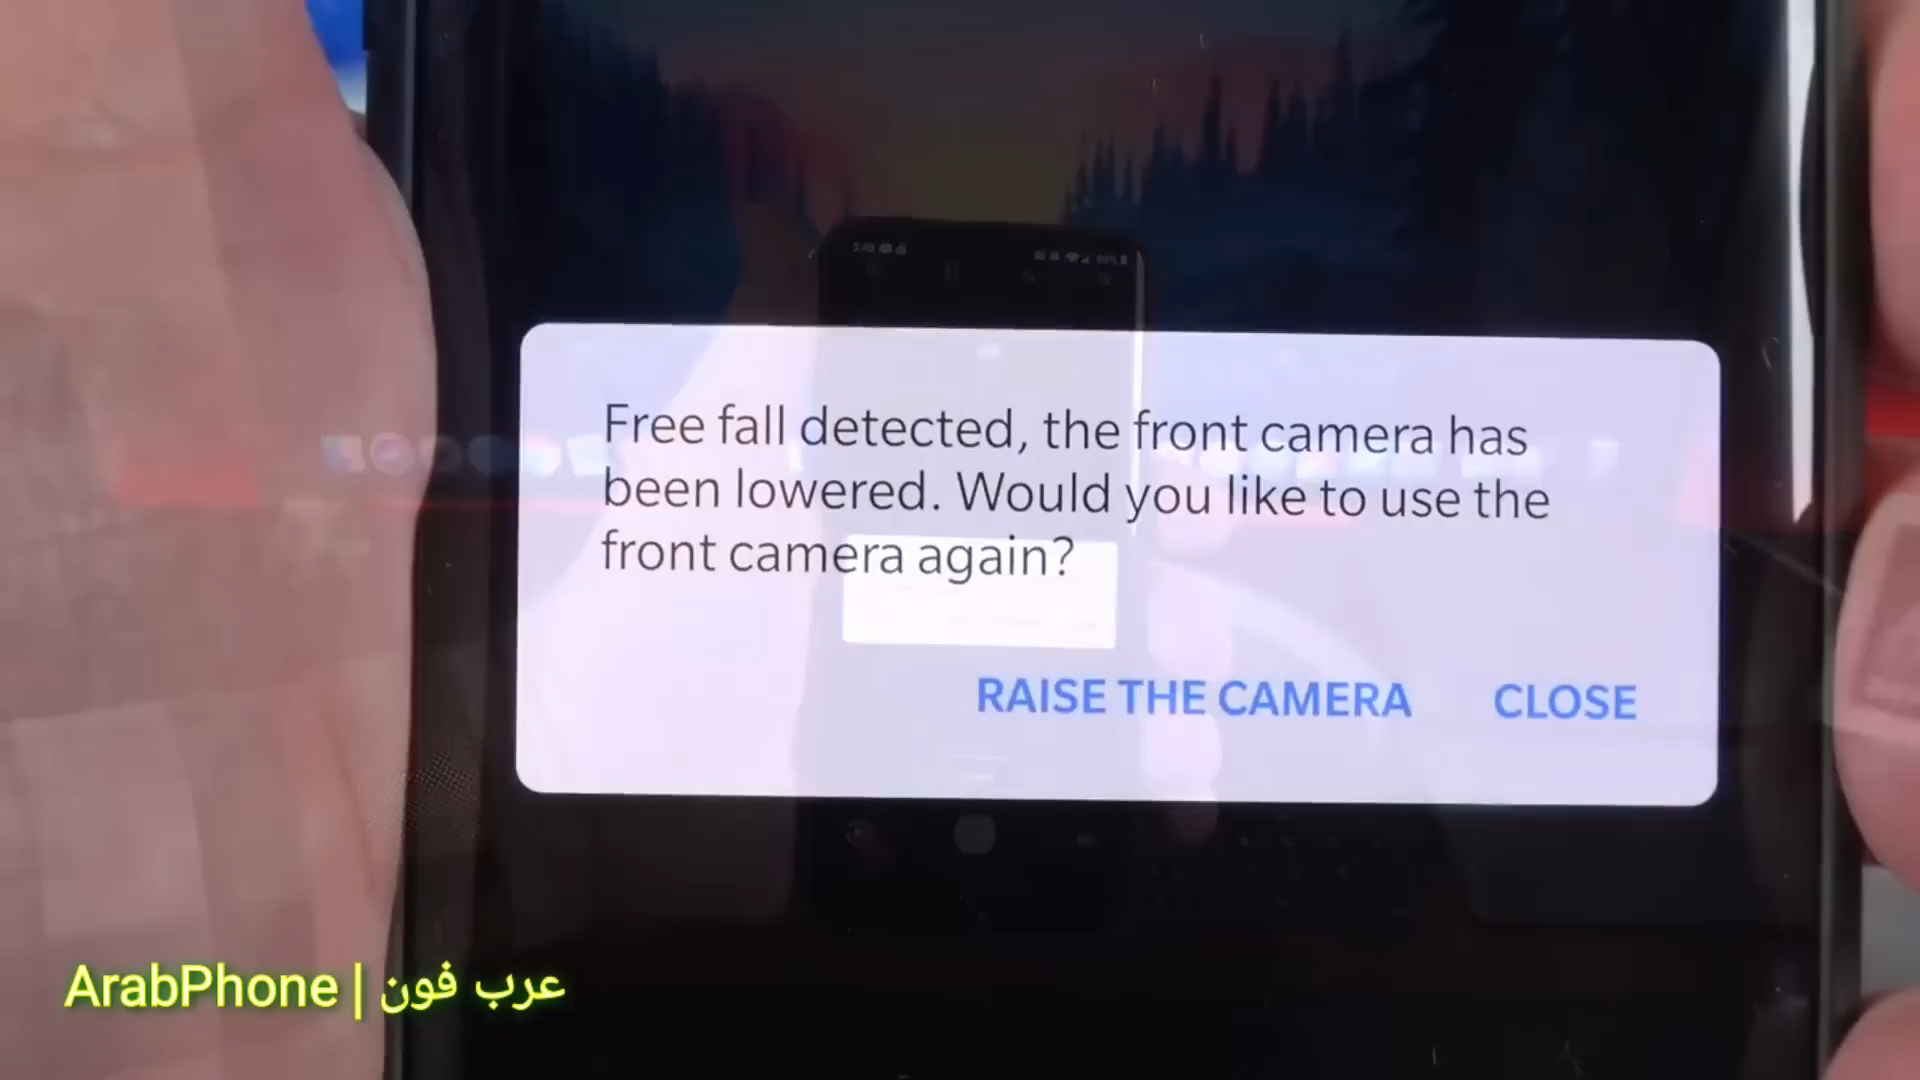 Free fall detected, the front camera has
been lowered. Would you like to use the
front camera again?
RAISE THE CAMERA CLOSE
ArabPhone | عرب فون